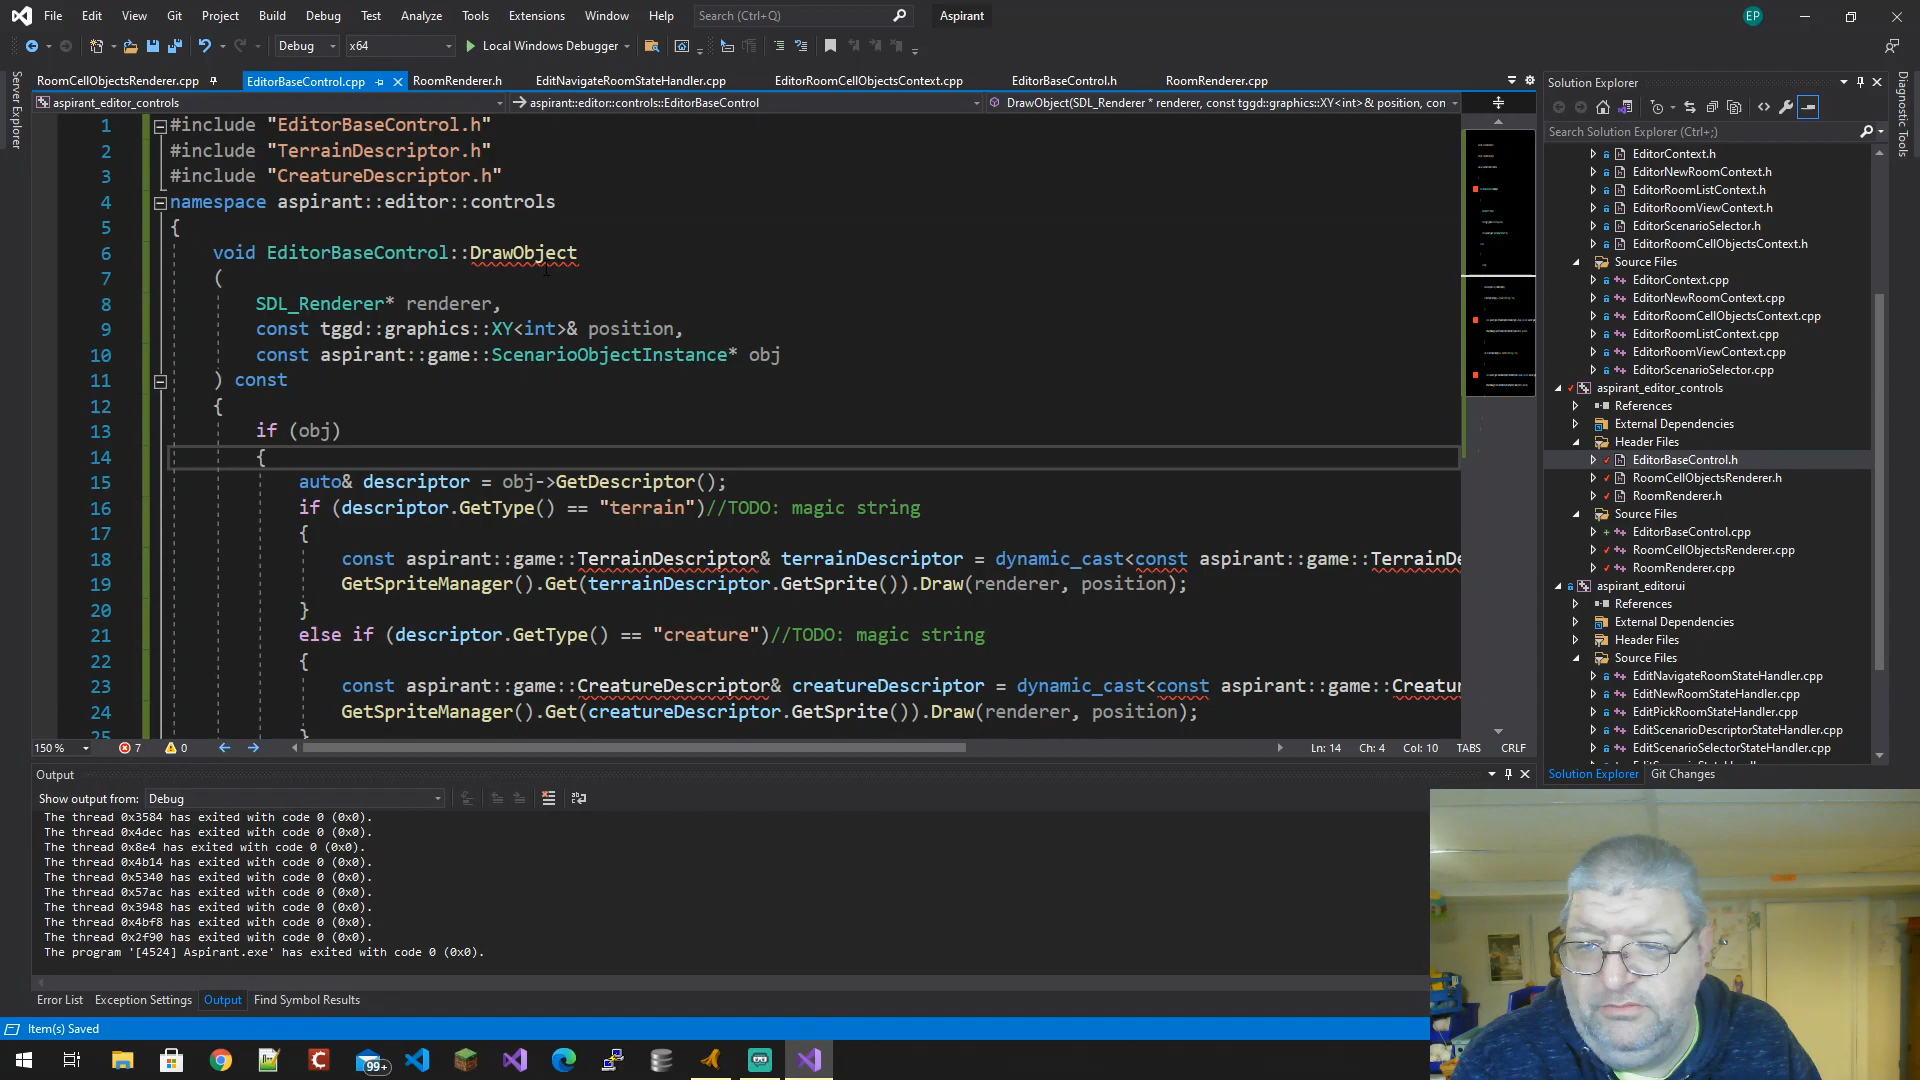 File Edit View Git Project Build Debug Test Analyze Tools Extensions Window Help Search (Ctrl+Q) Aspirant EP
Debug x64 Local Windows Debugger
RoomCellObjectsRenderer.cpp EditorBaseControl.cpp RoomRenderer.h EditNavigateRoomStateHandler.cpp EditorRoomCellObjectsContext.cpp EditorBaseControl.h RoomRenderer.cpp
aspirant_editor_controls aspirant::editor::controls::EditorBaseControl DrawObject(SDL_Renderer * renderer, const tggd::graphics::XY<int>& position, con
Server Explorer
1 #include "EditorBaseControl.h"
2 #include "TerrainDescriptor.h"
3 #include "CreatureDescriptor.h"
4 namespace aspirant::editor::controls
5 {
6 void EditorBaseControl::DrawObject
7 (
8 SDL_Renderer* renderer,
9 const tggd::graphics::XY<int>& position,
10 const aspirant::game::ScenarioObjectInstance* obj
11 ) const
12 {
13 if (obj)
14 {
15 auto& descriptor = obj->GetDescriptor();
16 if (descriptor.GetType() == "terrain")//TODO: magic string
17 {
18 const aspirant::game::TerrainDescriptor& terrainDescriptor = dynamic_cast<const aspirant::game::TerrainDe
19 GetSpriteManager().Get(terrainDescriptor.GetSprite()).Draw(renderer, position);
20 }
21 else if (descriptor.GetType() == "creature")//TODO: magic string
22 {
23 const aspirant::game::CreatureDescriptor& creatureDescriptor = dynamic_cast<const aspirant::game::Creatur
24 GetSpriteManager().Get(creatureDescriptor.GetSprite()).Draw(renderer, position);
25 }
150 % 7 0 Ln: 14 Ch: 4 Col: 10 TABS CRLF
Output
Show output from: Debug
The thread 0x3584 has exited with code 0 (0x0).
The thread 0x4dec has exited with code 0 (0x0).
The thread 0x8e4 has exited with code 0 (0x0).
The thread 0x4b14 has exited with code 0 (0x0).
The thread 0x5340 has exited with code 0 (0x0).
The thread 0x57ac has exited with code 0 (0x0).
The thread 0x3948 has exited with code 0 (0x0).
The thread 0x4bf8 has exited with code 0 (0x0).
The thread 0x2f90 has exited with code 0 (0x0).
The program '[4524] Aspirant.exe' has exited with code 0 (0x0).
Error List Exception Settings Output Find Symbol Results
Item(s) Saved
99+
Solution Explorer
Search Solution Explorer (Ctrl+;)
EditorContext.h
EditorNewRoomContext.h
EditorRoomListContext.h
EditorRoomViewContext.h
EditorScenarioSelector.h
EditorRoomCellObjectsContext.h
Source Files
EditorContext.cpp
EditorNewRoomContext.cpp
EditorRoomCellObjectsContext.cpp
EditorRoomListContext.cpp
EditorRoomViewContext.cpp
EditorScenarioSelector.cpp
aspirant_editor_controls
References
External Dependencies
Header Files
EditorBaseControl.h
RoomCellObjectsRenderer.h
RoomRenderer.h
Source Files
EditorBaseControl.cpp
RoomCellObjectsRenderer.cpp
RoomRenderer.cpp
aspirant_editorui
References
External Dependencies
Header Files
Source Files
EditNavigateRoomStateHandler.cpp
EditNewRoomStateHandler.cpp
EditPickRoomStateHandler.cpp
EditScenarioDescriptorStateHandler.cpp
EditScenarioSelectorStateHandler.cpp
Solution Explorer Git Changes
Diagnostic Tools